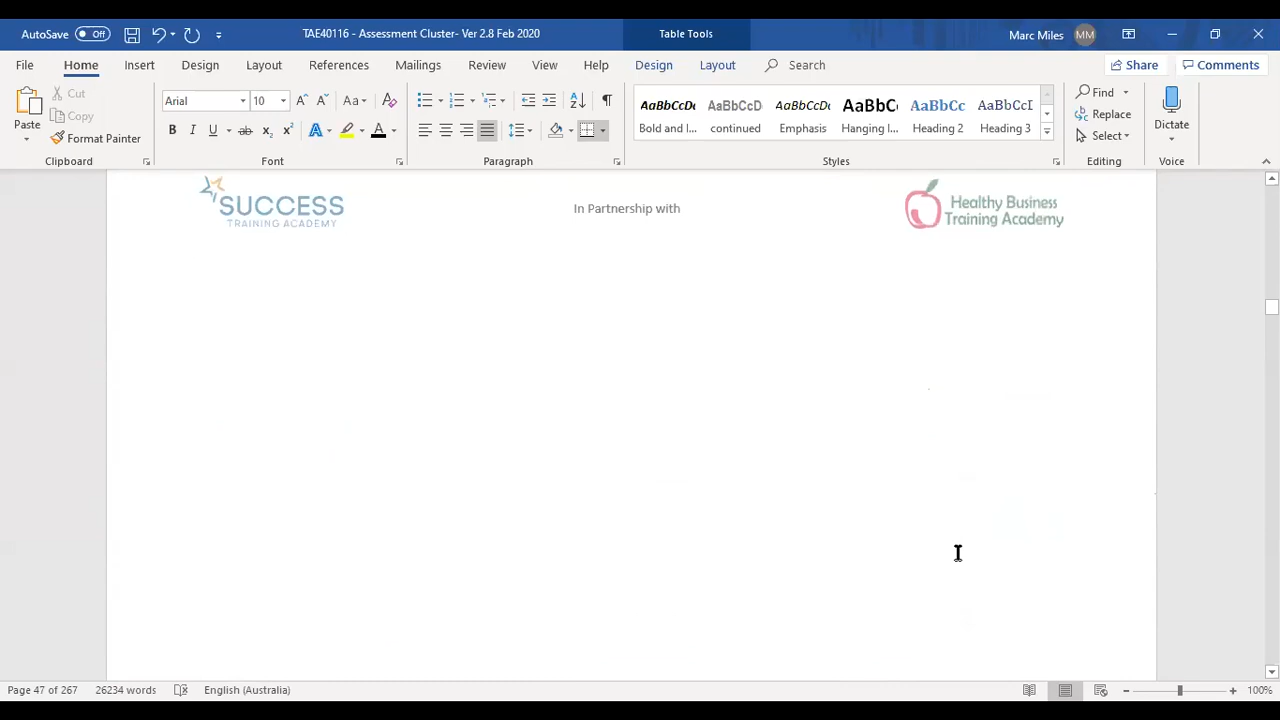 AutoSave Off TAE40116 - Assessment Cluster- Ver 2.8 Feb 2020 Table Tools Marc Miles MM
File Home Insert Design Layout References Mailings Review View Help Design Layout Search Share Comments
Paste
Cut
Copy
Format Painter
Clipboard
Arial 10
Font
Paragraph
AaBbCcDc AaBbCcD AaBbCcDc AaBbC AaBbCc AaBbCcI
Bold and I... continued Emphasis Hanging I... Heading 2 Heading 3
Styles
Find
Replace
Select
Editing
Dictate
Voice
SUCCESS
TRAINING ACADEMY
In Partnership with
Healthy Business
Training Academy
Page 47 of 267 26234 words English (Australia) 100%